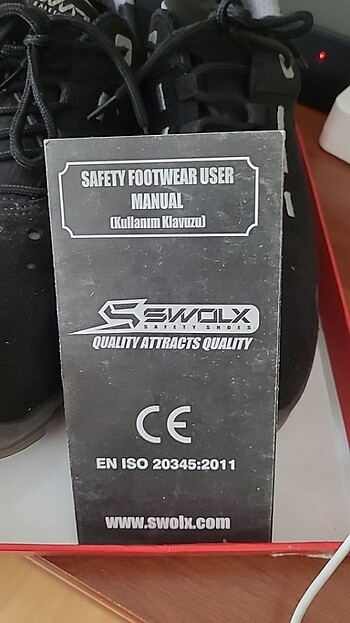 SAFETY FOOTWEAR USER
MANUAL
(Kullanım Klavuzu)
SWOLX
SAFETY SHOES
QUALITY ATTRACTS QUALITY
CE
EN ISO 20345:2011
www.swolx.com